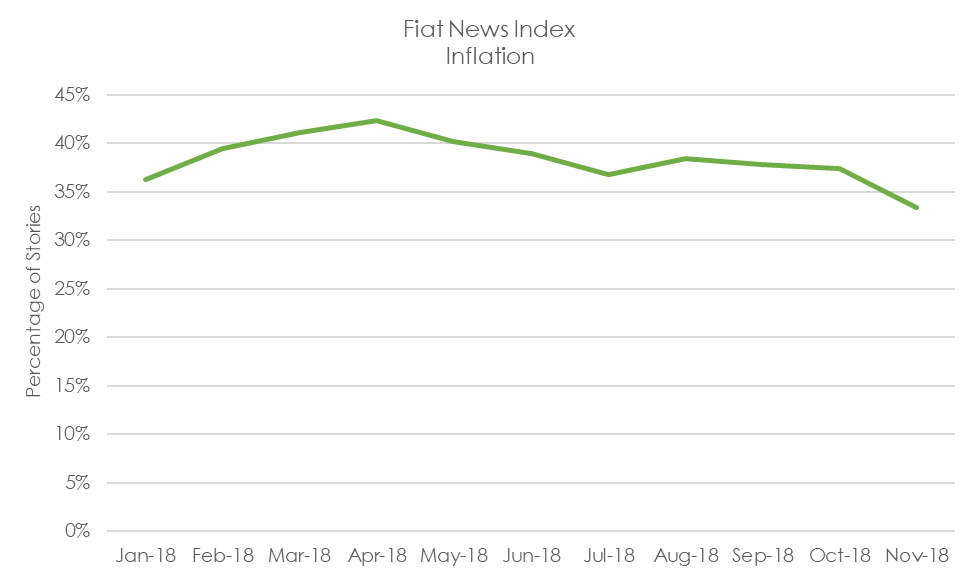 Fiat News Index
Inflation
Percentage of Stories
45%
40%
35%
30%
25%
20%
15%
10%
5%
0%
Jan-18 Feb-18 Mar-18 Apr-18 May-18 Jun-18 Jul-18 Aug-18 Sep-18 Oct-18 Nov-18